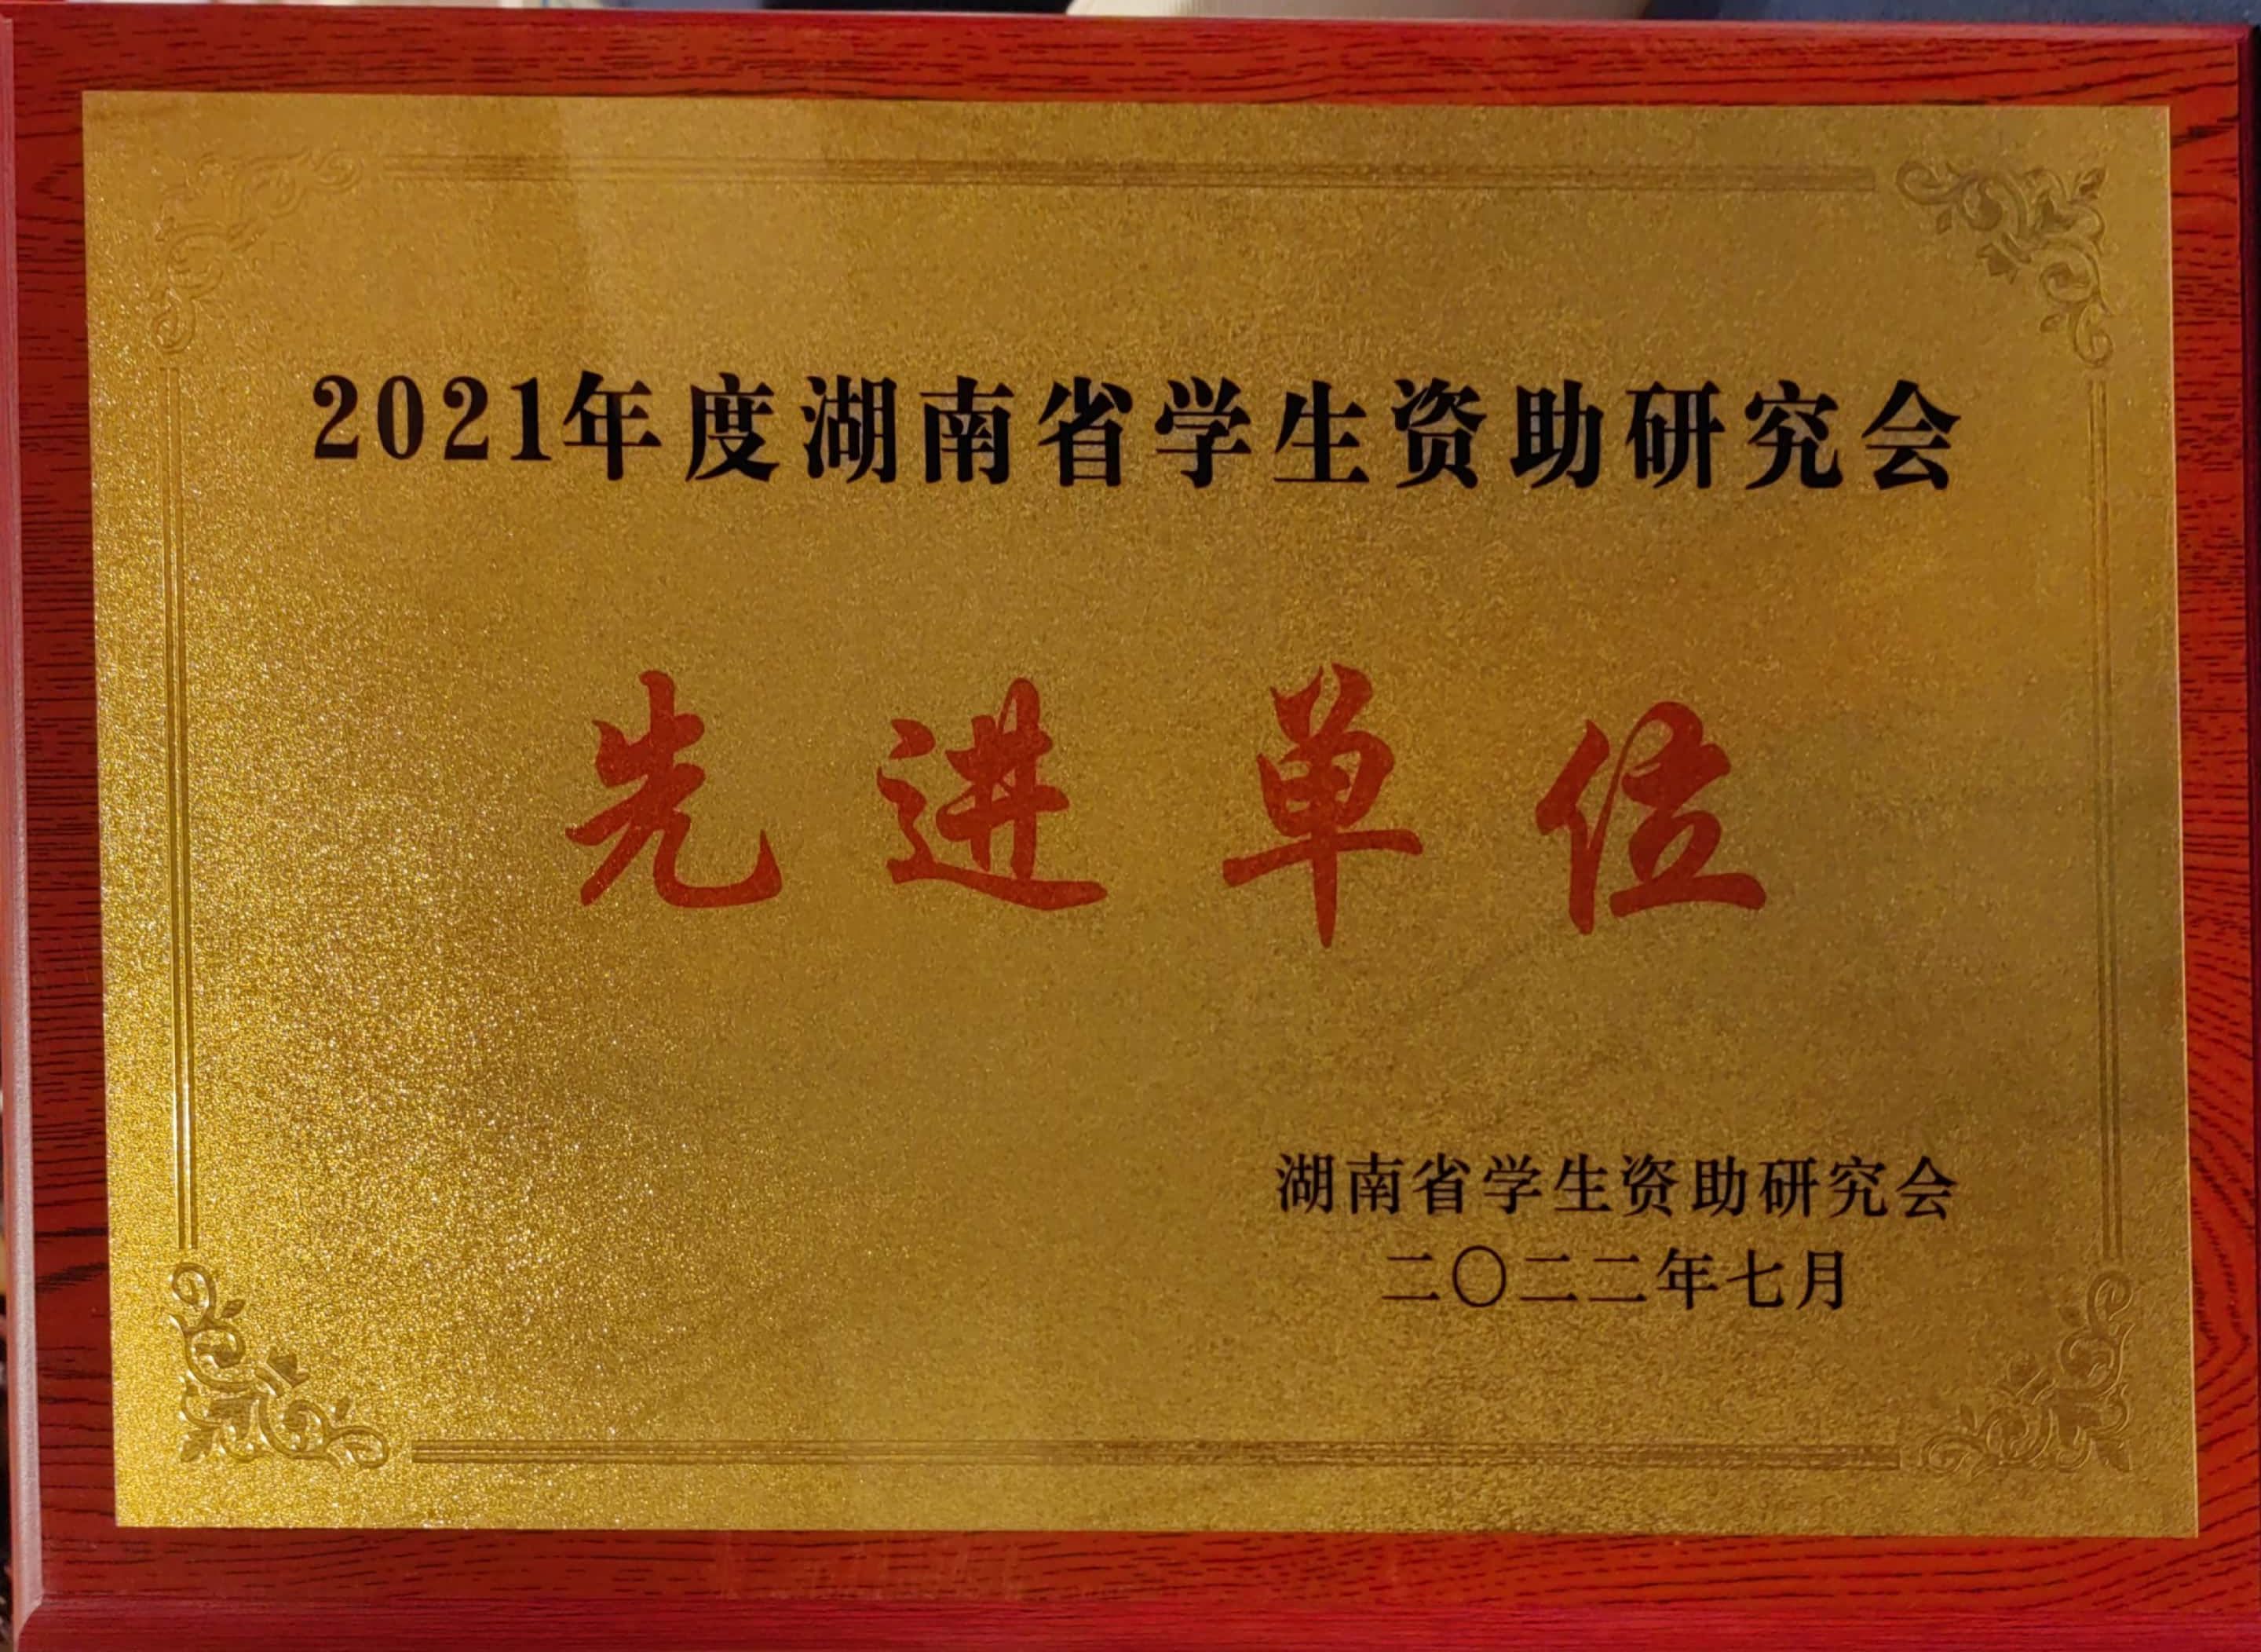 2021年度湖南省学生资助研究会
先进单位
湖南省学生资助研究会
二〇二二年七月